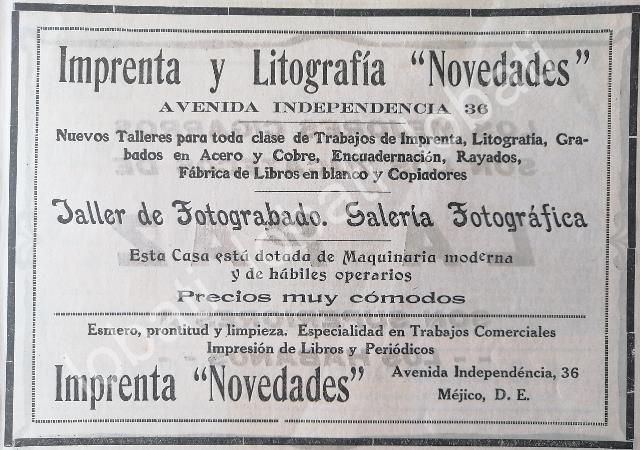 Imprenta y Litografía "Novedades"
AVENIDA INDEPENDENCIA 36
Nuevos Talleres para toda clase de Trabajos de Imprenta, Litografia, Gra-
bados en Acero y Cobre, Encuadernación, Rayados,
Fábrica de Libros en blanco y Copiadores
Taller de Fotograbado. Galería Fotográfica
Esta Casa está dotada de Maquinaria moderna
y de hábiles operarios
Precios muy cómodos
Esmero, prontitud y limpieza. Especialidad en Trabajos Comerciales
Impresión de Libros y Periódicos
Imprenta "Novedades"
Avenida Independéncia, 36
Méjico, D. E.